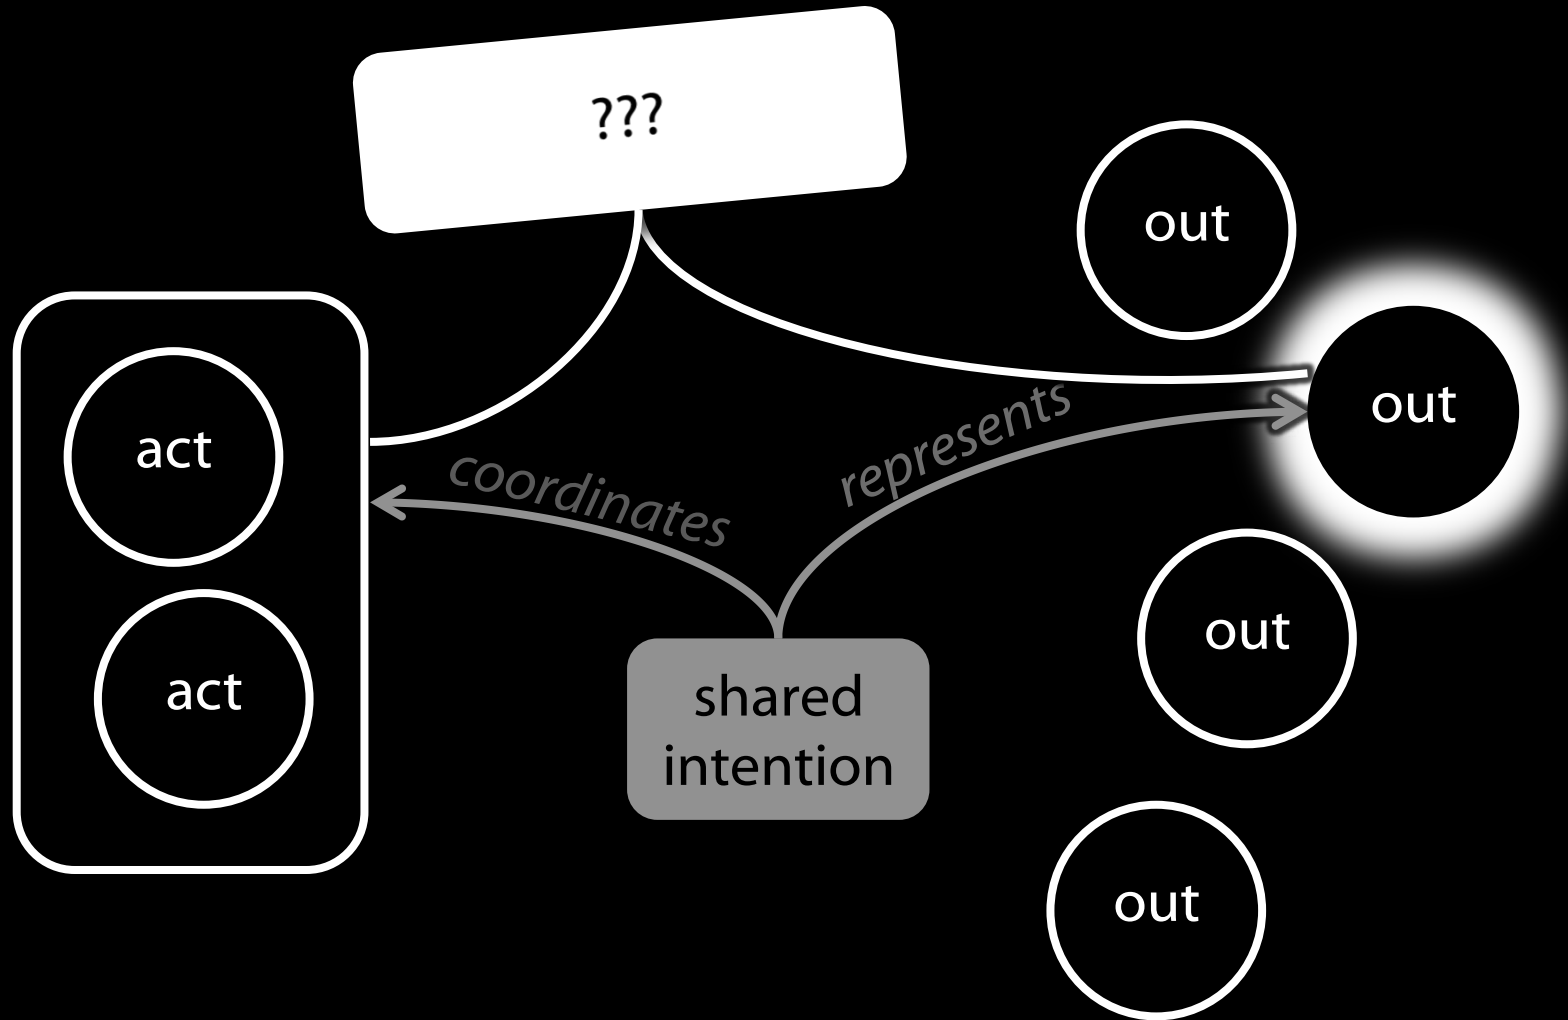 ???
out
out
act
coordinates
represents
out
act
shared
intention
out